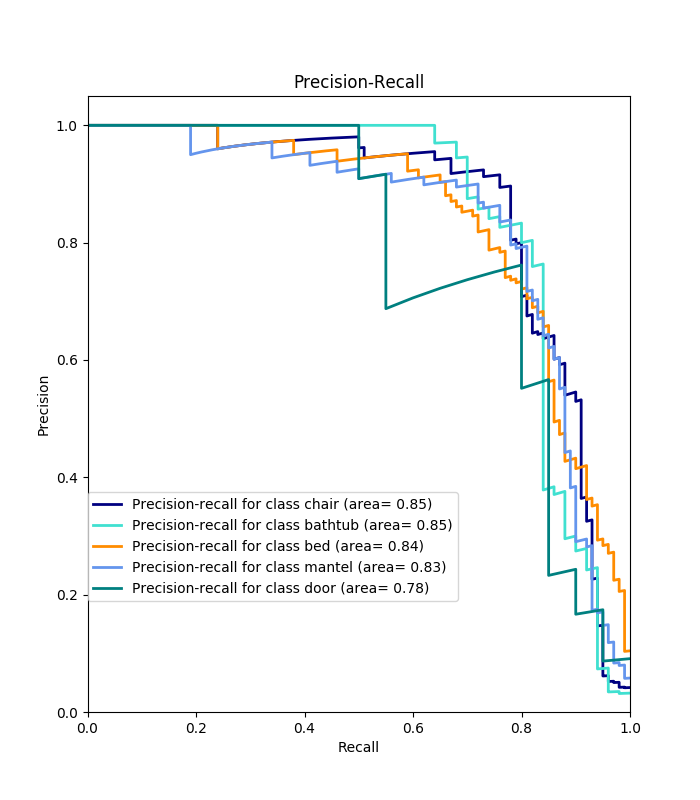 Precision-Recall
1.0
0.8
0.6
0.4
0.2
0.0
Precision
Precision-recall for class chair (area= 0.85)
Precision-recall for class bathtub (area= 0.85)
Precision-recall for class bed (area= 0.84)
Precision-recall for class mantel (area= 0.83)
Precision-recall for class door (area= 0.78)
0.0 0.2 0.4 0.6 0.8 1.0
Recall